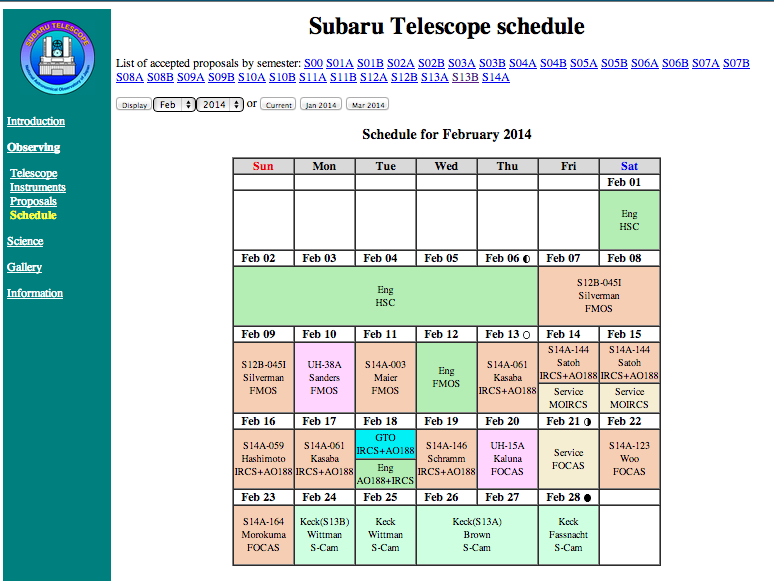 SUBARU TELESCOPE
Subaru Telescope schedule
List of accepted proposals by semester: S00 S01A S01B S02A S02B S03A S03B S04A S04B S05A S05B S06A S06B S07A S07B
S08A S08B S09A S09B S10A S10B S11A S11B S12A S12B S13A S13B S14A
Display Feb 2014 or Current Jan 2014 Mar 2014
Introduction
Observing
Telescope
Instruments
Proposals
Schedule
Science
Gallery
Information
Schedule for February 2014
Sun Mon Tue Wed Thu Fri Sat
Feb 01
Eng
HSC
Feb 02 Feb 03 Feb 04 Feb 05 Feb 06 Feb 07 Feb 08
Eng
HSC
S12B-045I
Silverman
FMOS
Feb 09 Feb 10 Feb 11 Feb 12 Feb 13 Feb 14 Feb 15
S12B-045I
Silverman
FMOS
UH-38A
Sanders
FMOS
S14A-003
Maier
FMOS
Eng
FMOS
S14A-061
Kasaba
IRCS+AO188
S14A-144
Satoh
IRCS+AO188
Service
MOIRCS
S14A-144
Satoh
IRCS+AO188
Service
MOIRCS
Feb 16 Feb 17 Feb 18 Feb 19 Feb 20 Feb 21 Feb 22
S14A-059
Hashimoto
IRCS+AO188
S14A-061
Kasaba
IRCS+AO188
GTO
IRCS+AO188
Eng
AO188+IRCS
S14A-146
Schramm
IRCS+AO188
UH-15A
Kaluna
FOCAS
Service
FOCAS
S14A-123
Woo
FOCAS
Feb 23 Feb 24 Feb 25 Feb 26 Feb 27 Feb 28
S14A-164
Morokuma
FOCAS
Keck(S13B)
Wittman
S-Cam
Keck
Wittman
S-Cam
Keck(S13A)
Brown
S-Cam
Keck
Fassnacht
S-Cam